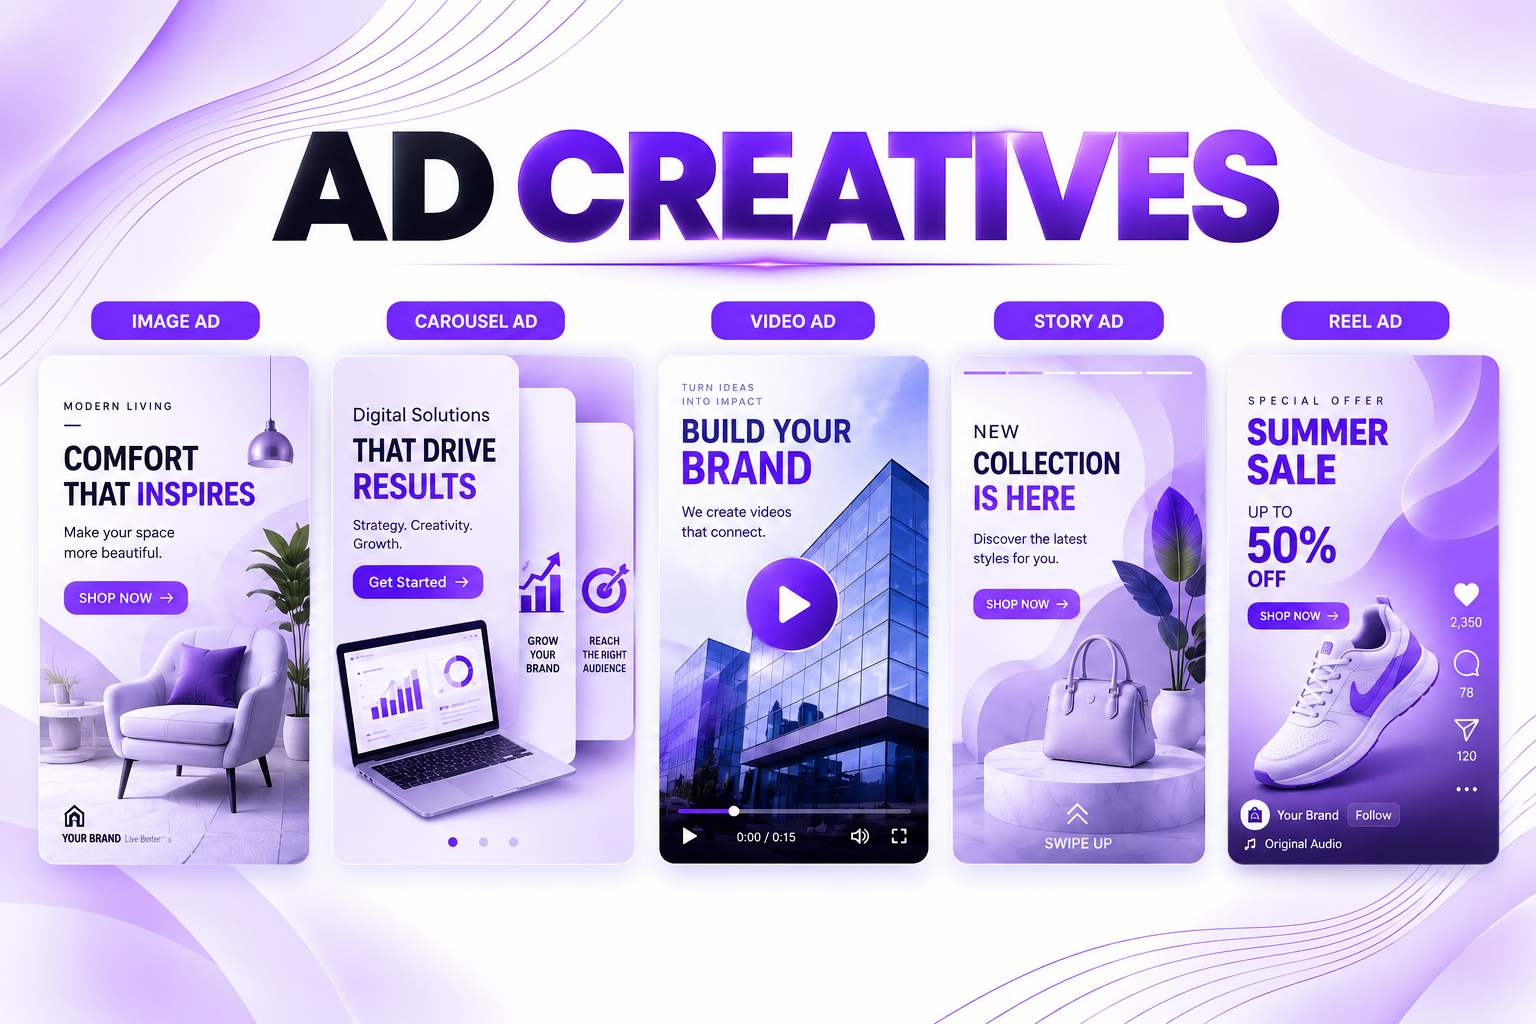 AD CREATIVES
IMAGE AD
MODERN LIVING
COMFORT
THAT INSPIRES
Make your space
more beautiful.
SHOP NOW →
YOUR BRAND
CAROUSEL AD
Digital Solutions
THAT DRIVE
RESULTS
Strategy. Creativity.
Growth.
Get Started →
GROW
YOUR
BRAND
REACH
THE RIGHT
AUDIENCE
VIDEO AD
TURN IDEAS
INTO IMPACT
BUILD YOUR
BRAND
We create videos
that connect.
0:00 / 0:15
STORY AD
NEW
COLLECTION
IS HERE
Discover the latest
styles for you.
SHOP NOW →
SWIPE UP
REEL AD
SPECIAL OFFER
SUMMER
SALE
UP TO
50%
OFF
SHOP NOW →
2,350
78
120
Your Brand Follow
Original Audio